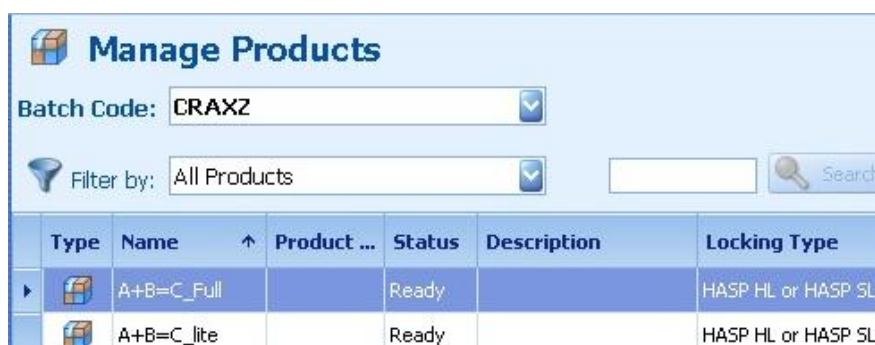 Manage Products
Batch Code: CRAXZ
Filter by: All Products Search
Type Name Product ... Status Description Locking Type
A+B=C_Full Ready HASP HL or HASP SL
A+B=C_lite Ready HASP HL or HASP SL